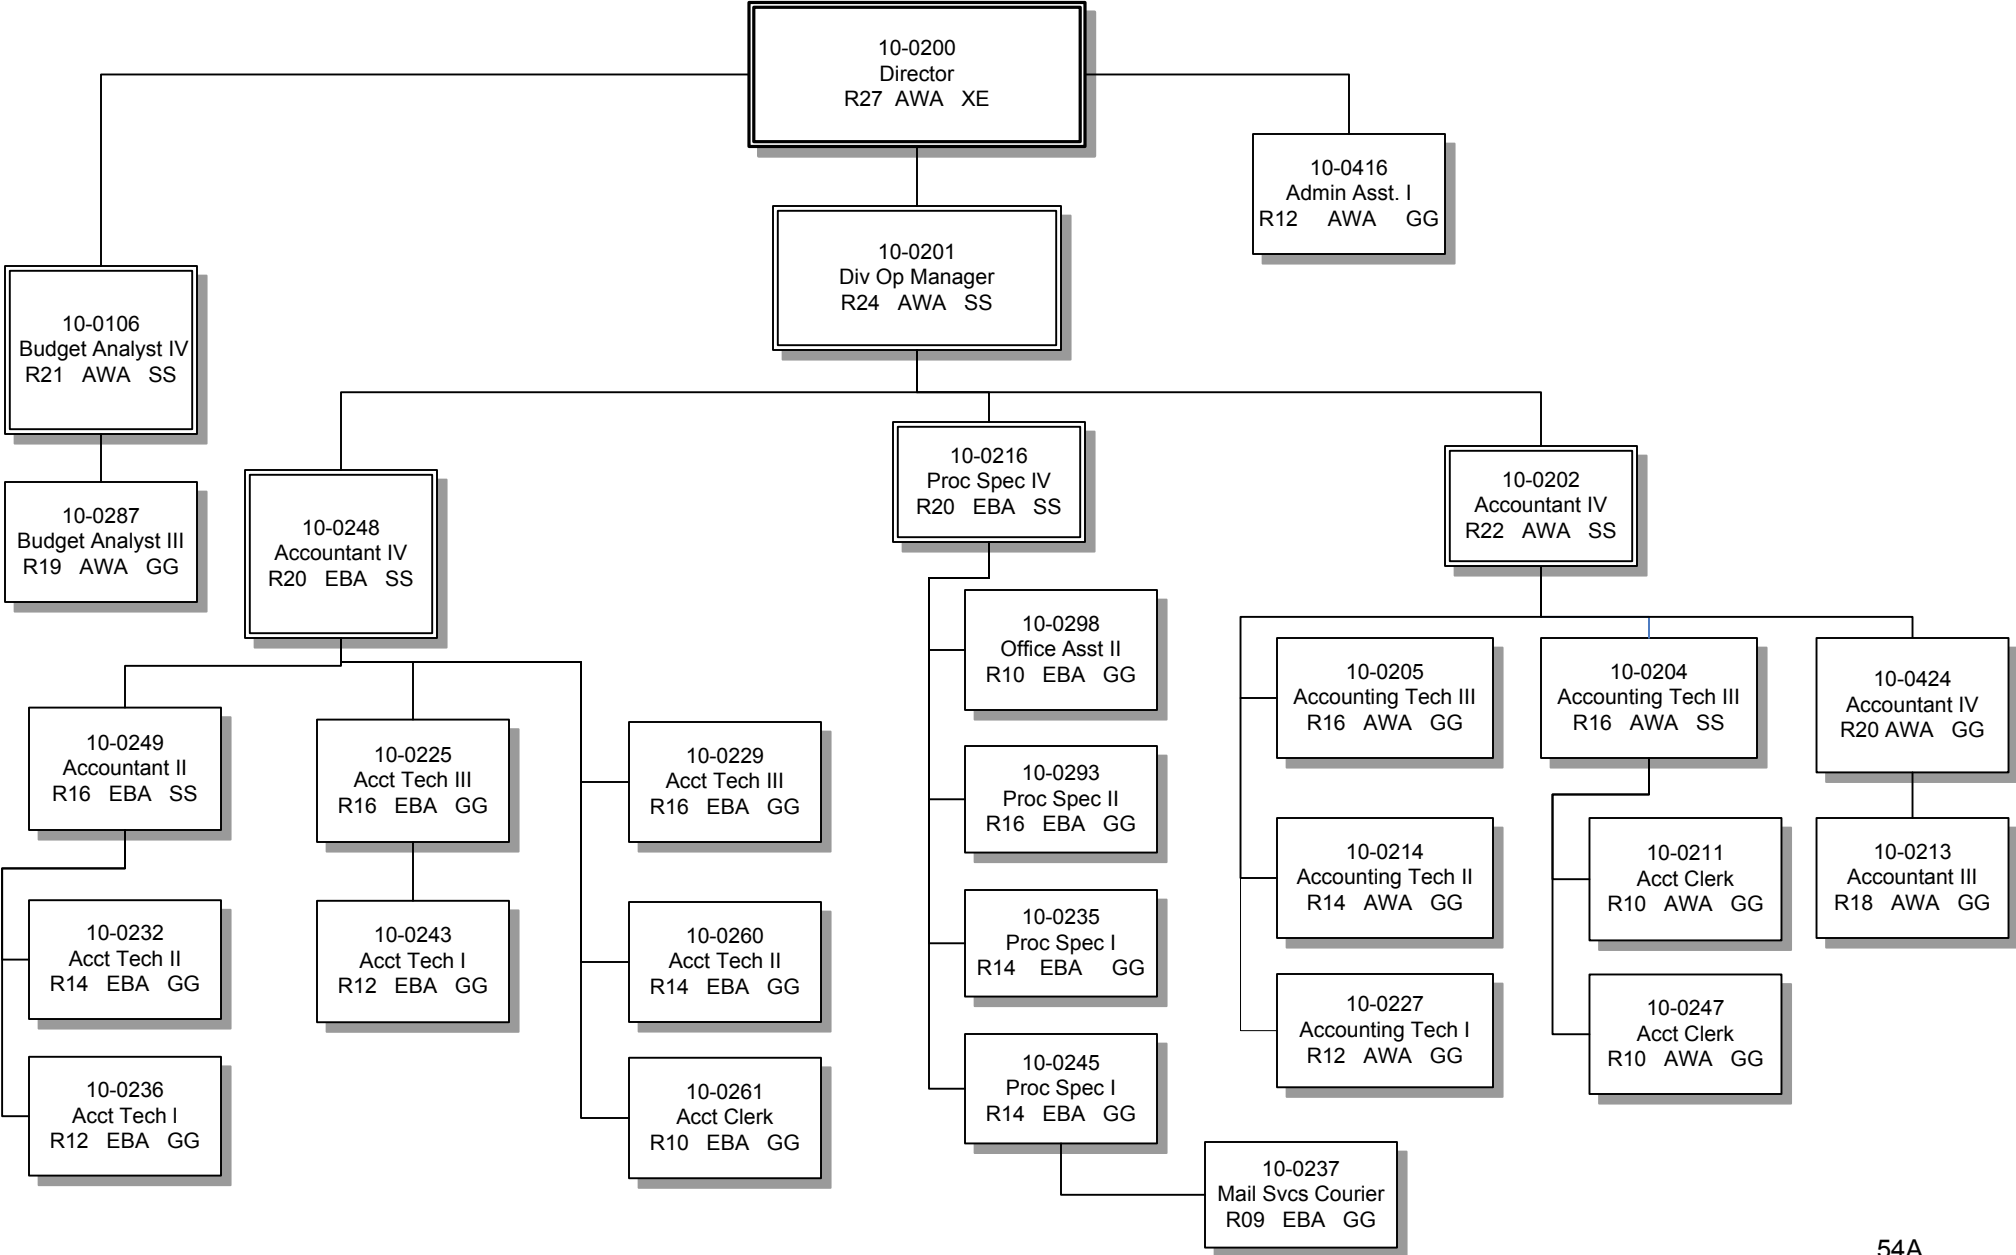 10-0200
Director
R27 AWA XE
10-0416
Admin Asst. I
R12 AWA GG
10-0201
Div Op Manager
R24 AWA SS
10-0106
Budget Analyst IV
R21 AWA SS
10-0287
Budget Analyst III
R19 AWA GG
10-0248
Accountant IV
R20 EBA SS
10-0216
Proc Spec IV
R20 EBA SS
10-0202
Accountant IV
R22 AWA SS
10-0249
Accountant II
R16 EBA SS
10-0232
Acct Tech II
R14 EBA GG
10-0236
Acct Tech I
R12 EBA GG
10-0225
Acct Tech III
R16 EBA GG
10-0243
Acct Tech I
R12 EBA GG
10-0229
Acct Tech III
R16 EBA GG
10-0260
Acct Tech II
R14 EBA GG
10-0261
Acct Clerk
R10 EBA GG
10-0298
Office Asst II
R10 EBA GG
10-0293
Proc Spec II
R16 EBA GG
10-0235
Proc Spec I
R14 EBA GG
10-0245
Proc Spec I
R14 EBA GG
10-0237
Mail Svcs Courier
R09 EBA GG
10-0205
Accounting Tech III
R16 AWA GG
10-0214
Accounting Tech II
R14 AWA GG
10-0227
Accounting Tech I
R12 AWA GG
10-0204
Accounting Tech III
R16 AWA SS
10-0211
Acct Clerk
R10 AWA GG
10-0247
Acct Clerk
R10 AWA GG
10-0424
Accountant IV
R20 AWA GG
10-0213
Accountant III
R18 AWA GG
54A